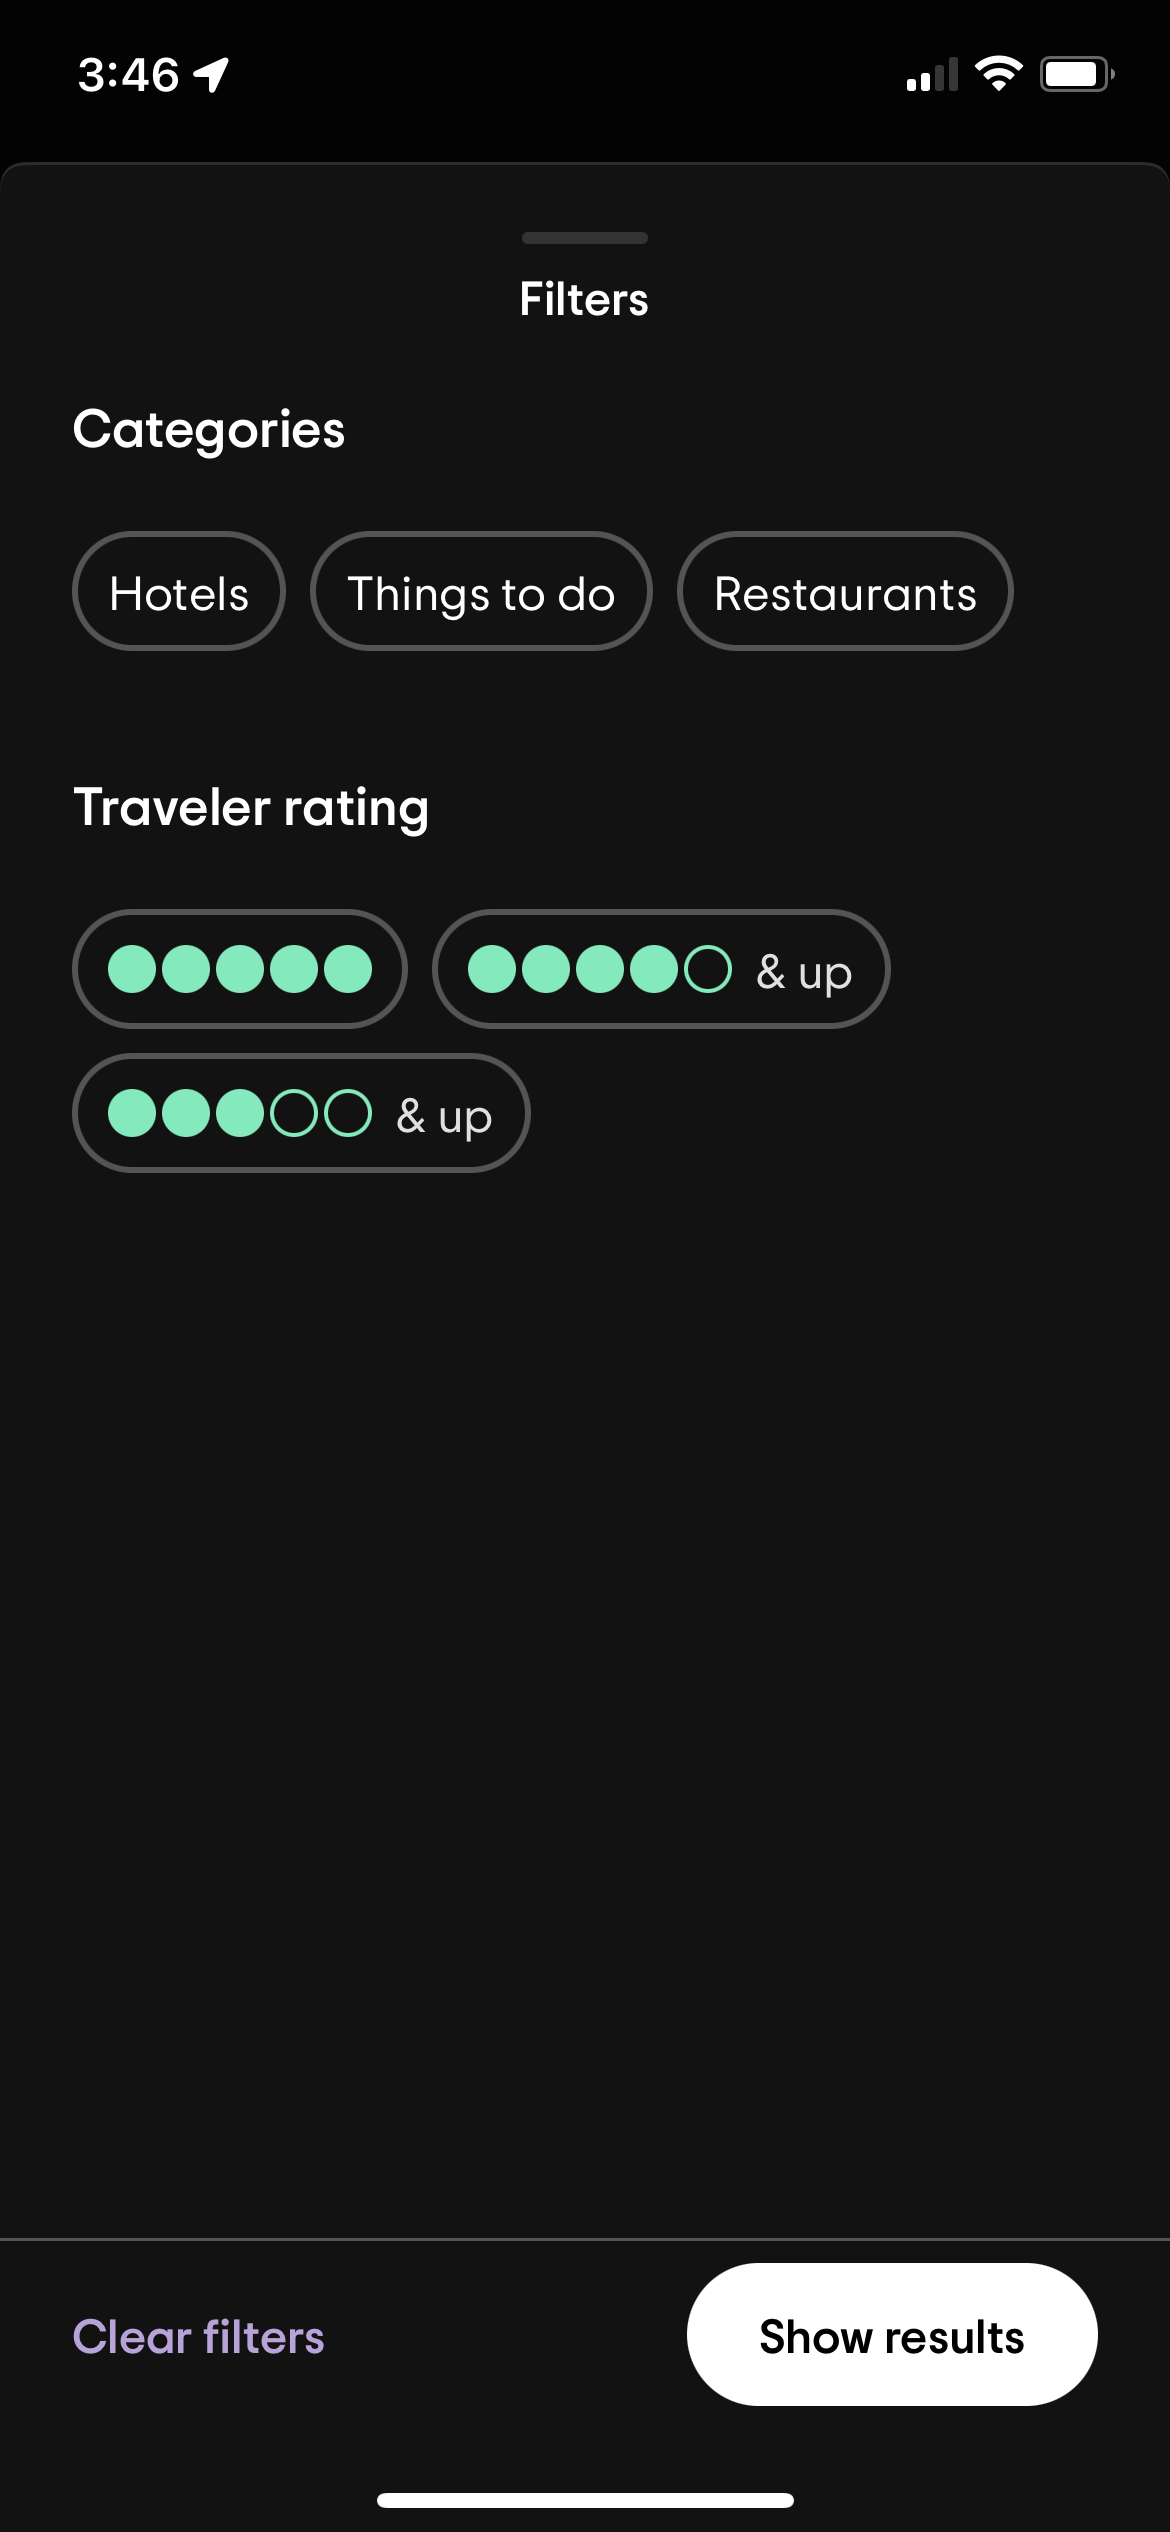 3:46
Filters
Categories
Hotels Things to do Restaurants
Traveler rating
& up
& up
Clear filters Show results